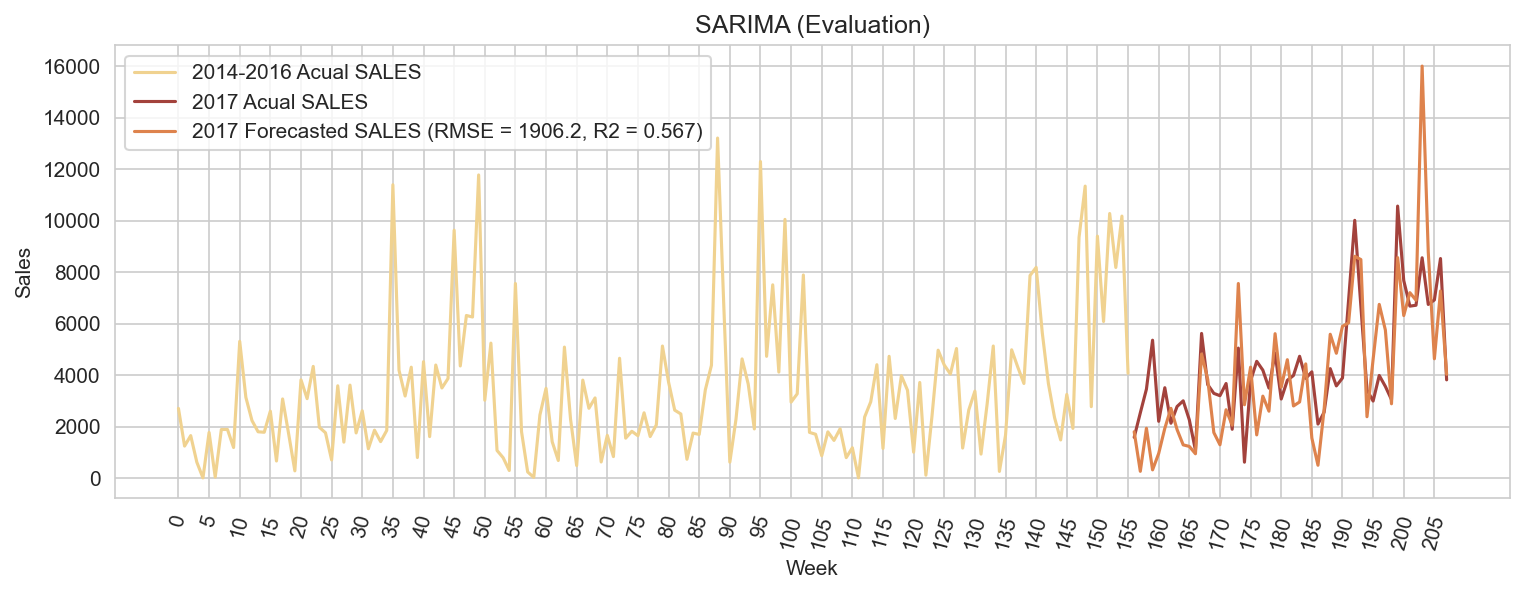 SARIMA (Evaluation)
2014-2016 Acual SALES
2017 Acual SALES
2017 Forecasted SALES (RMSE = 1906.2, R2 = 0.567)
16000
14000
12000
10000
8000
6000
4000
2000
0
Sales
0 5 10 15 20 25 30 35 40 45 50 55 60 65 70 75 80 85 90 95 100 105 110 115 120 125 130 135 140 145 150 155 156 160 165 170 175 180 185 190 195 200 205
Week